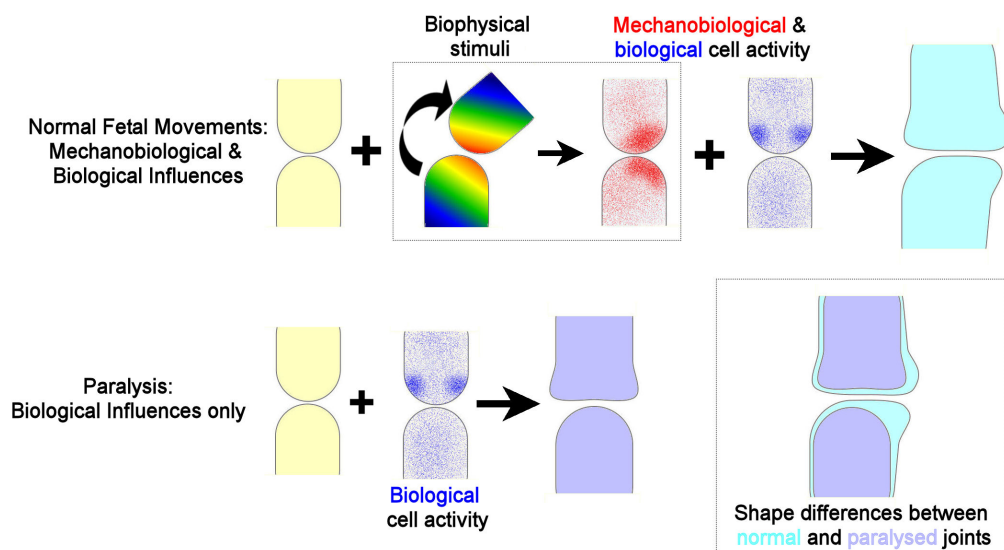 Biophysical
stimuli
Mechanobiological &
biological cell activity
Normal Fetal Movements:
Mechanobiological &
Biological Influences
Paralysis:
Biological Influences only
Biological
cell activity
Shape differences between
normal and paralysed joints